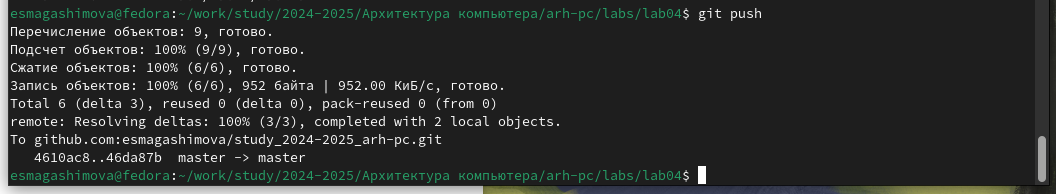 esmagashimova@fedora:~/work/study/2024-2025/Архитектура компьютера/arh-pc/labs/lab04$ git push
Перечисление объектов: 9, готово.
Подсчет объектов: 100% (9/9), готово.
Сжатие объектов: 100% (6/6), готово.
Запись объектов: 100% (6/6), 952 байта | 952.00 КиБ/с, готово.
Total 6 (delta 3), reused 0 (delta 0), pack-reused 0 (from 0)
remote: Resolving deltas: 100% (3/3), completed with 2 local objects.
To github.com:esmagashimova/study_2024-2025_arh-pc.git
   4610ac8..46da87b  master -> master
esmagashimova@fedora:~/work/study/2024-2025/Архитектура компьютера/arh-pc/labs/lab04$